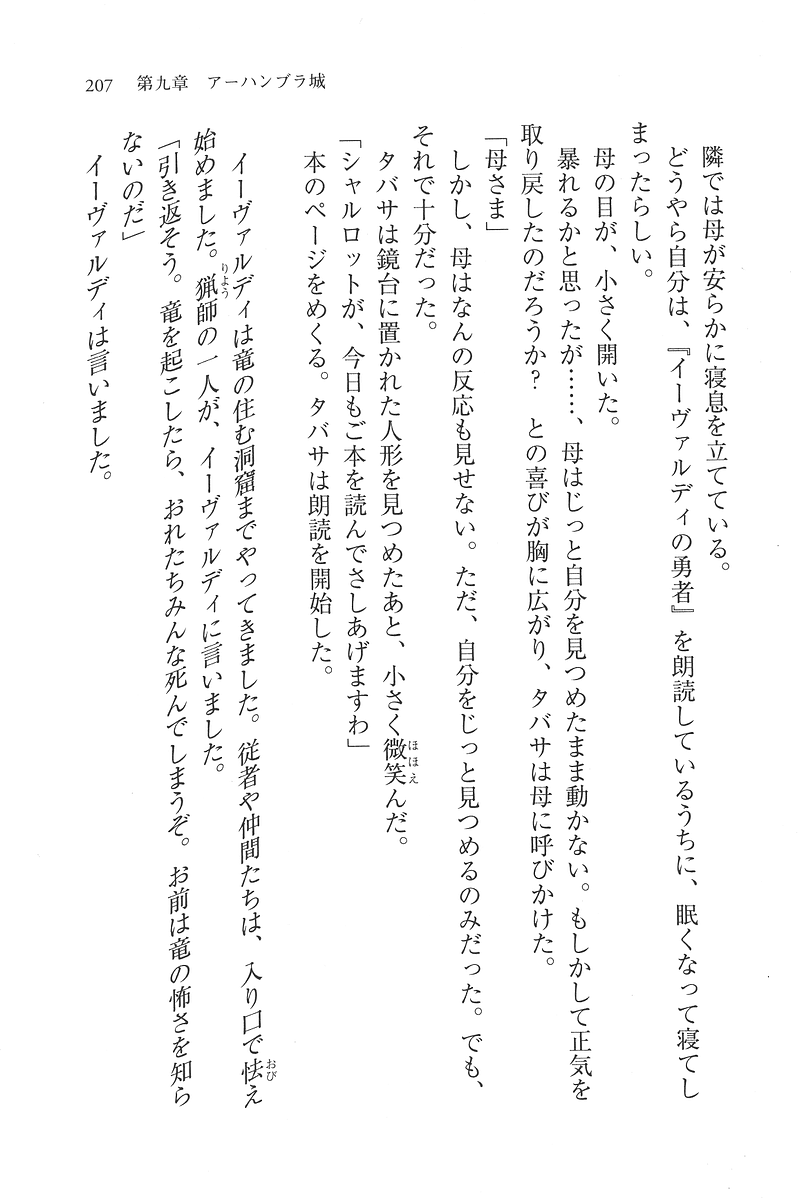 207　第九章　アーハンブラ城
　隣では母が安らかに寝息を立てている。
　どうやら自分は、『イーヴァルディの勇者』を朗読しているうちに、眠くなって寝てし
まったらしい。
　母の目が、小さく開いた。
　暴れるかと思ったが……、母はじっと自分を見つめたまま動かない。もしかして正気を
取り戻したのだろうか？　との喜びが胸に広がり、タバサは母に呼びかけた。
「母さま」
　しかし、母はなんの反応も見せない。ただ、自分をじっと見つめるのみだった。でも、
それで十分だった。
　タバサは鏡台に置かれた人形を見つめたあと、小さく微笑んだ。
「シャルロットが、今日もご本を読んでさしあげますわ」
　本のページをめくる。タバサは朗読を開始した。
　イーヴァルディは竜の住む洞窟までやってきました。従者や仲間たちは、入り口で怯え
始めました。猟師の一人が、イーヴァルディに言いました。
「引き返そう。竜を起こしたら、おれたちみんな死んでしまうぞ。お前は竜の怖さを知ら
ないのだ」
　イーヴァルディは言いました。